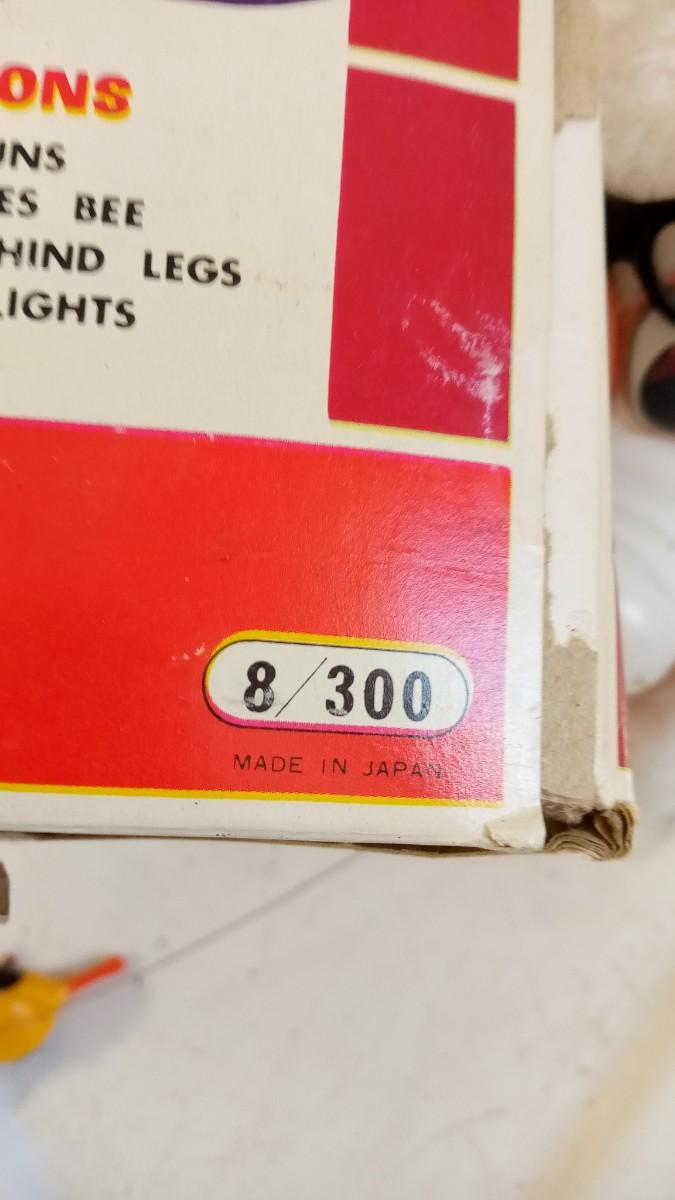 ONS
UNS
ES BEE
HIND LEGS
LIGHTS
8/300
MADE IN JAPAN